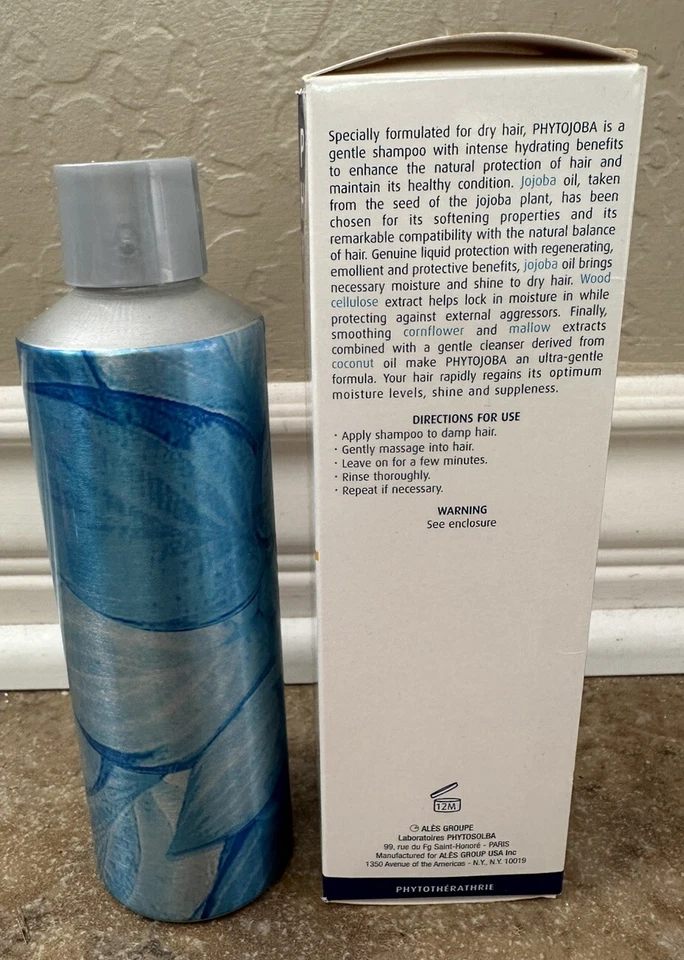 Specially formulated for dry hair, PHYTOJOBA is a
gentle shampoo with intense hydrating benefits
to enhance the natural protection of hair and
maintain its healthy condition. Jojoba oil, taken
from the seed of the jojoba plant, has been
chosen for its softening properties and its
remarkable compatibility with the natural balance
of hair. Genuine liquid protection with regenerating,
emollient and protective benefits, jojoba oil brings
necessary moisture and shine to dry hair. Wood
cellulose extract helps lock in moisture in while
protecting against external aggressors. Finally,
smoothing cornflower and mallow extracts
combined with a gentle cleanser derived from
coconut oil make PHYTOJOBA an ultra-gentle
formula. Your hair rapidly regains its optimum
moisture levels, shine and suppleness.
DIRECTIONS FOR USE
· Apply shampoo to damp hair.
· Gently massage into hair.
· Leave on for a few minutes.
· Rinse thoroughly.
· Repeat if necessary.
WARNING
See enclosure
12M
ALÈS GROUPE
Laboratoires PHYTOSOLBA
99, rue du Fg Saint-Honoré - PARIS
Manufactured for ALÈS GROUP USA Inc
1350 Avenue of the Americas - N.Y., N.Y. 10019
PHYTOTHÉRATHRIE